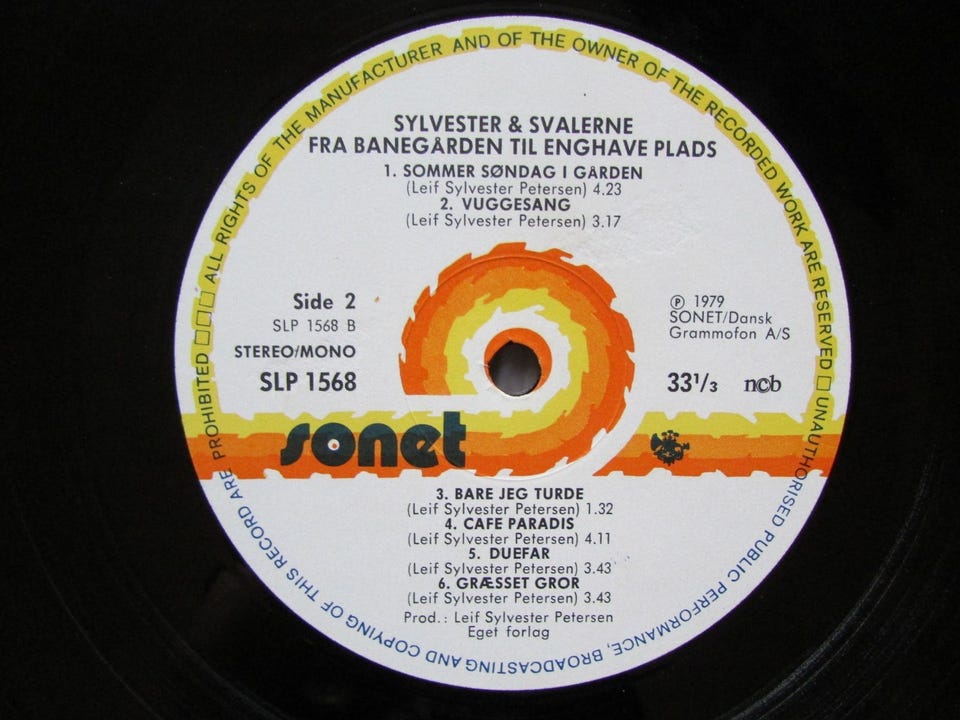 ALL RIGHTS OF THE MANUFACTURER AND OF THE OWNER OF THE RECORDED WORK ARE RESERVED □ UNAUTHORISED PUBLIC PERFORMANCE, BROADCASTING AND COPYING OF THIS RECORD ARE PROHIBITED □□□
SYLVESTER & SVALERNE
FRA BANEGÅRDEN TIL ENGHAVE PLADS
1. SOMMER SØNDAG I GÅRDEN
(Leif Sylvester Petersen) 4.23
2. VUGGESANG
(Leif Sylvester Petersen) 3.17
Side 2
SLP 1568 B
STEREO/MONO
SLP 1568
℗ 1979
SONET/Dansk
Grammofon A/S
33 1/3 ncb
sonet
3. BARE JEG TURDE
(Leif Sylvester Petersen) 1.32
4. CAFE PARADIS
(Leif Sylvester Petersen) 4.11
5. DUEFAR
(Leif Sylvester Petersen) 3.43
6. GRÆSSET GROR
(Leif Sylvester Petersen) 3.43
Prod.: Leif Sylvester Petersen
Eget forlag